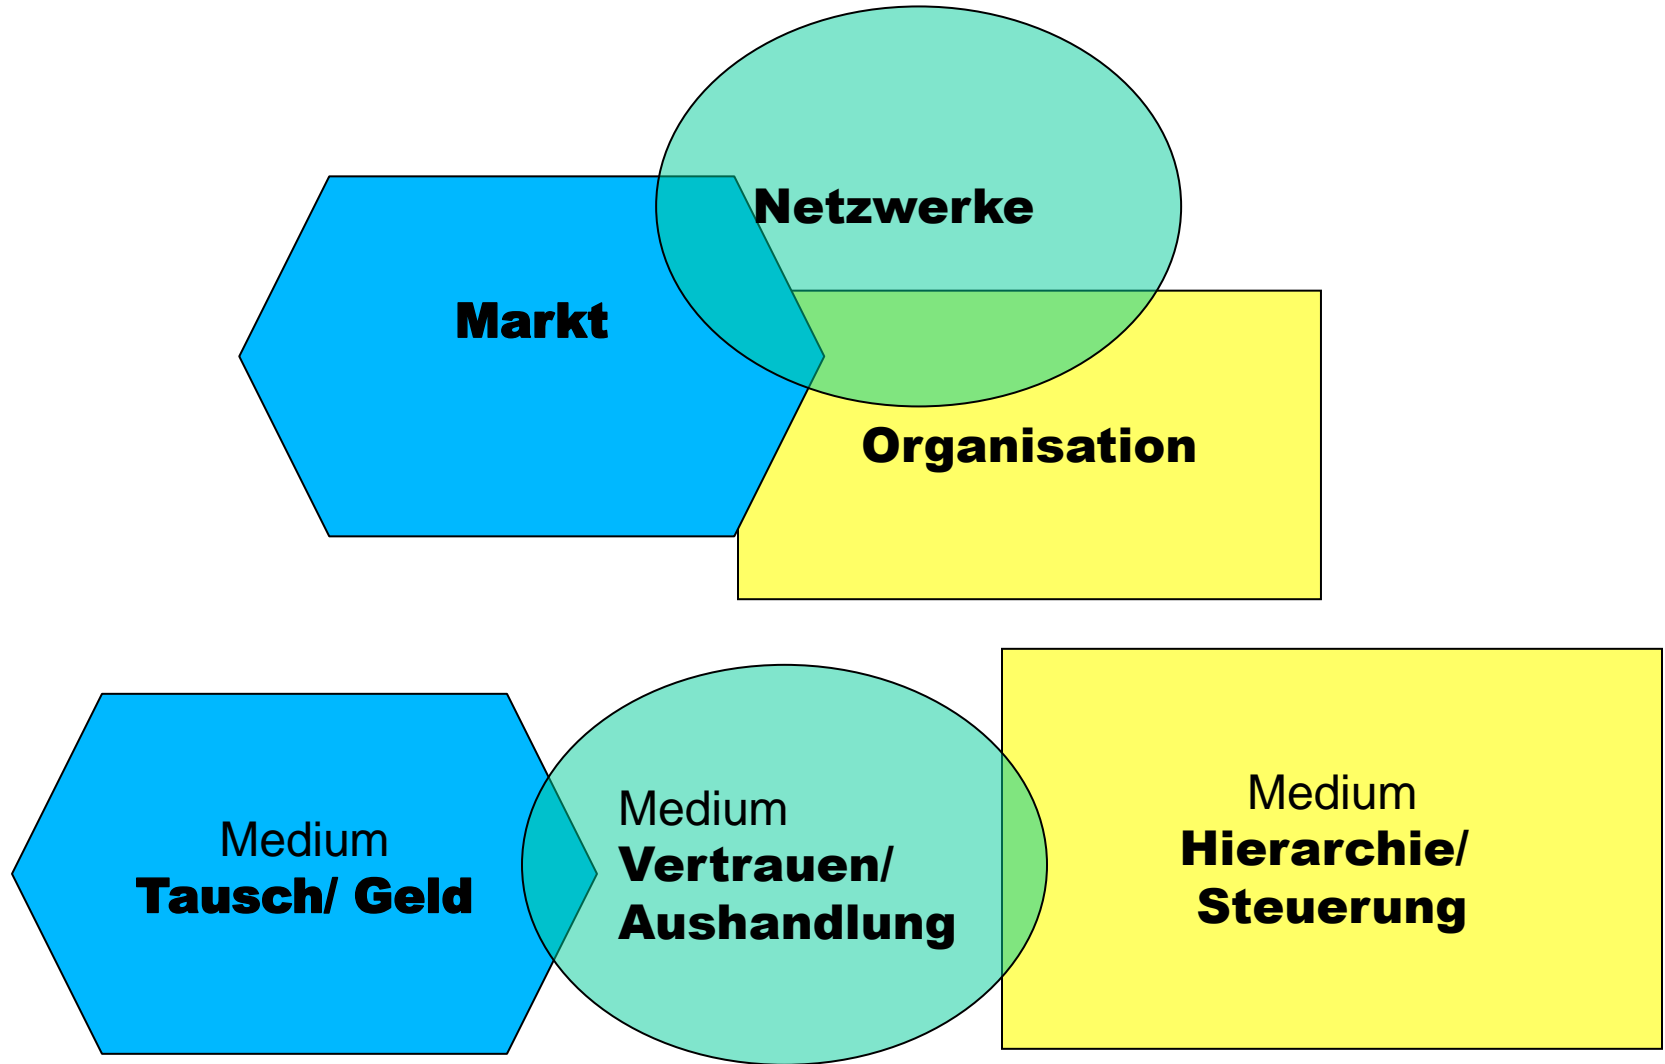 Netzwerke
Markt
Organisation
Medium
Tausch/ Geld
Medium
Vertrauen/
Aushandlung
Medium
Hierarchie/
Steuerung